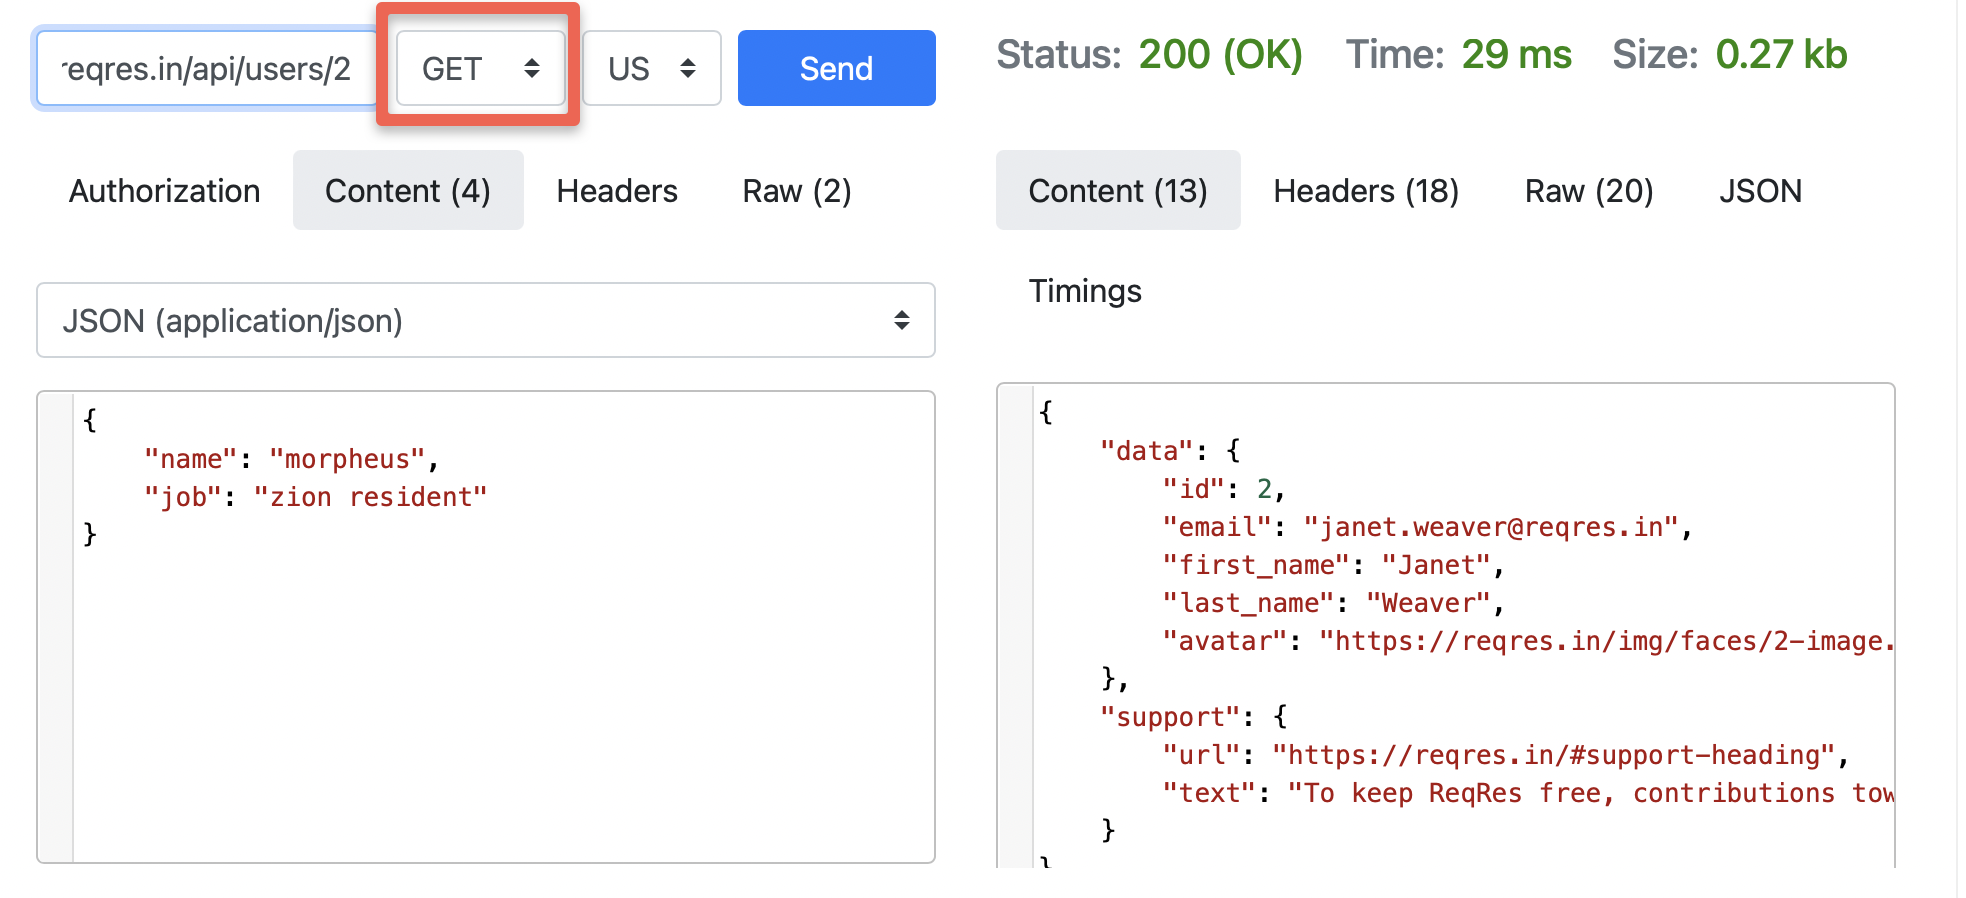 reqres.in/api/users/2 GET US Send
Authorization Content (4) Headers Raw (2)
JSON (application/json)
{
"name": "morpheus",
"job": "zion resident"
}
Status: 200 (OK) Time: 29 ms Size: 0.27 kb
Content (13) Headers (18) Raw (20) JSON
Timings
{
"data": {
"id": 2,
"email": "janet.weaver@reqres.in",
"first_name": "Janet",
"last_name": "Weaver",
"avatar": "https://reqres.in/img/faces/2-image.
},
"support": {
"url": "https://reqres.in/#support-heading",
"text": "To keep ReqRes free, contributions tow
}
}